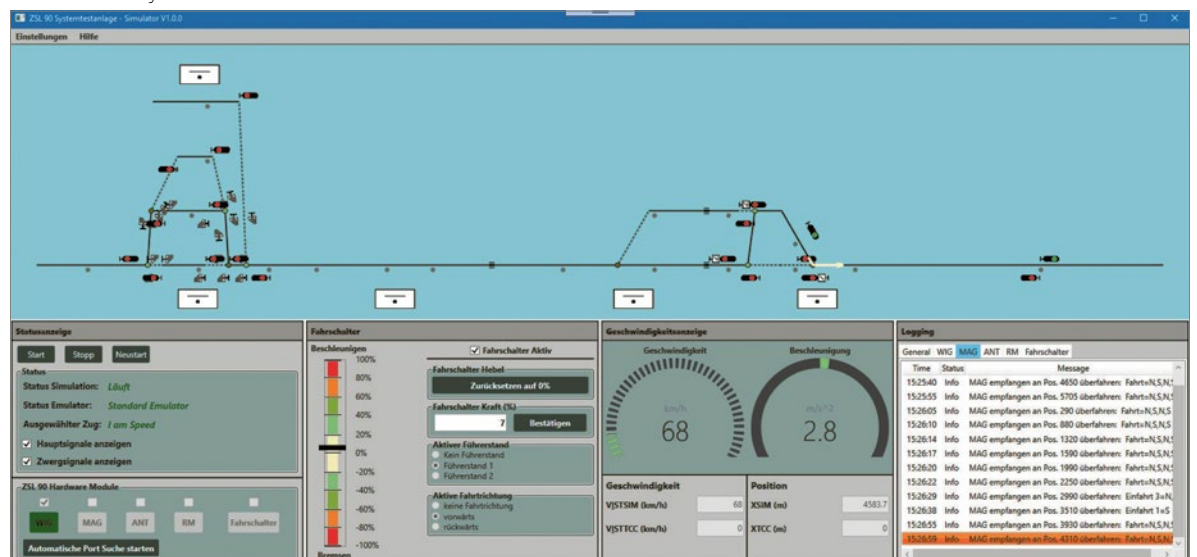 ZSL 90 Systemtestanlage - Simulator V1.0.0
Einstellungen Hilfe
Statusanzeige
Start Stopp Neustart
Status
Status Simulation: Läuft
Status Emulator: Standard Emulator
Ausgewählter Zug: I am Speed
Hauptsignale anzeigen
Zwergsignale anzeigen
ZSL 90 Hardware Module
WIG MAG ANT RM Fahrschalter
Automatische Port Suche starten
Fahrschalter
Beschleunigen
100%
80%
60%
40%
20%
0%
-20%
-40%
-60%
-80%
-100%
Bremsen
Fahrschalter Aktiv
Fahrschalter Hebel
Zurücksetzen auf 0%
Fahrschalter Kraft (%)
7 Bestätigen
Aktiver Führerstand
Kein Führerstand
Führerstand 1
Führerstand 2
Aktive Fahrtrichtung
keine Fahrtrichtung
vorwärts
rückwärts
Geschwindigkeitsanzeige
Geschwindigkeit Beschleunigung
km/h m/s^2
68 2.8
Geschwindigkeit
V|STSIM (km/h) 68
V|STTCC (km/h) 0
Position
XSIM (m) 4583.7
XTCC (m) 0
Logging
General WIG MAG ANT RM Fahrschalter
Time Status Message
15:25:40 Info MAG empfangen an Pos. 4650 überfahren: Fahrt=N,S,N,S
15:25:55 Info MAG empfangen an Pos. 5705 überfahren: Fahrt=N,S,N,S
15:26:05 Info MAG empfangen an Pos. 290 überfahren: Fahrt=N,S,N,S
15:26:10 Info MAG empfangen an Pos. 880 überfahren: Fahrt=N,S,N,S
15:26:14 Info MAG empfangen an Pos. 1320 überfahren: Fahrt=N,S,N,S
15:26:17 Info MAG empfangen an Pos. 1590 überfahren: Fahrt=N,S,N,S
15:26:20 Info MAG empfangen an Pos. 1990 überfahren: Fahrt=N,S,N,S
15:26:22 Info MAG empfangen an Pos. 2250 überfahren: Fahrt=N,S,N,S
15:26:29 Info MAG empfangen an Pos. 2990 überfahren: Einfahrt 3=N,
15:26:38 Info MAG empfangen an Pos. 3510 überfahren: Einfahrt 1=S
15:26:55 Info MAG empfangen an Pos. 3930 überfahren: Fahrt=N,S,N,S
15:26:59 Info MAG empfangen an Pos. 4310 überfahren: Fahrt=N,S,N,S